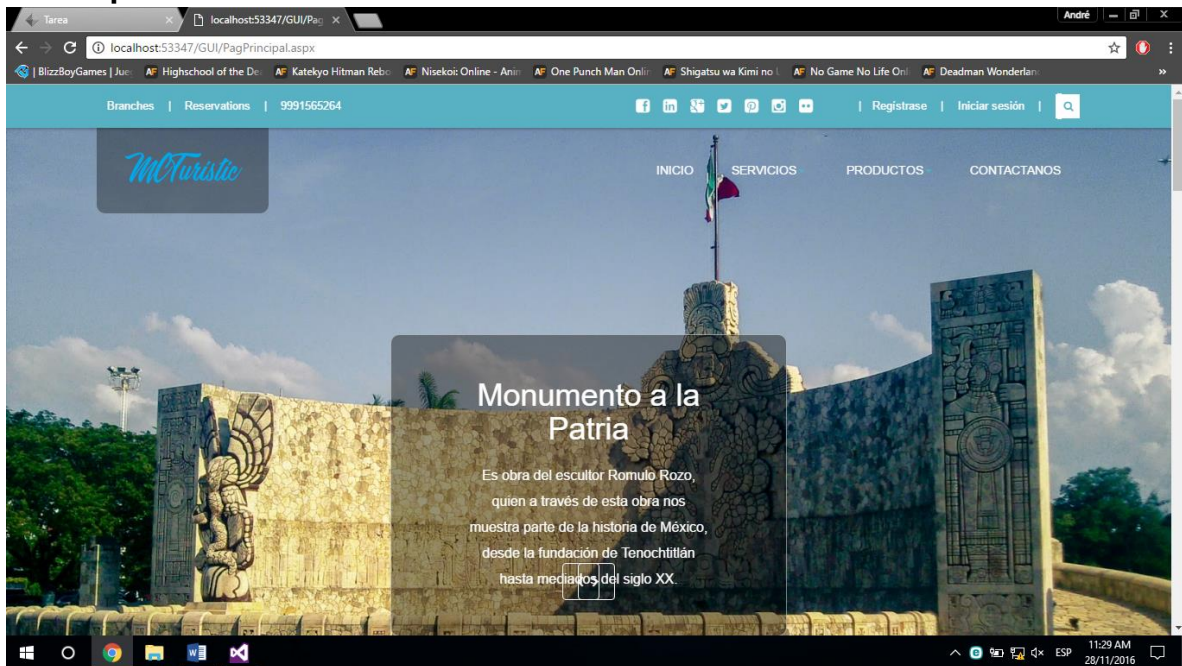 Tarea
localhost:53347/GUI/Pag
André
localhost:53347/GUI/PagPrincipal.aspx
| BlizzBoyGames | Jue
Highschool of the De
Katekyo Hitman Rebo
Nisekoi: Online - Anin
One Punch Man Onli
Shigatsu wa Kimi no
No Game No Life Onl
Deadman Wonderlan
Branches | Reservations | 9991565264
| Registrase | Iniciar sesión |
MCTuristic
INICIO SERVICIOS PRODUCTOS CONTACTANOS
Monumento a la
Patria
Es obra del escultor Romulo Rozo,
quien a través de esta obra nos
muestra parte de la historia de México,
desde la fundación de Tenochtitlán
hasta mediados del siglo XX.
ESP
11:29 AM
28/11/2016